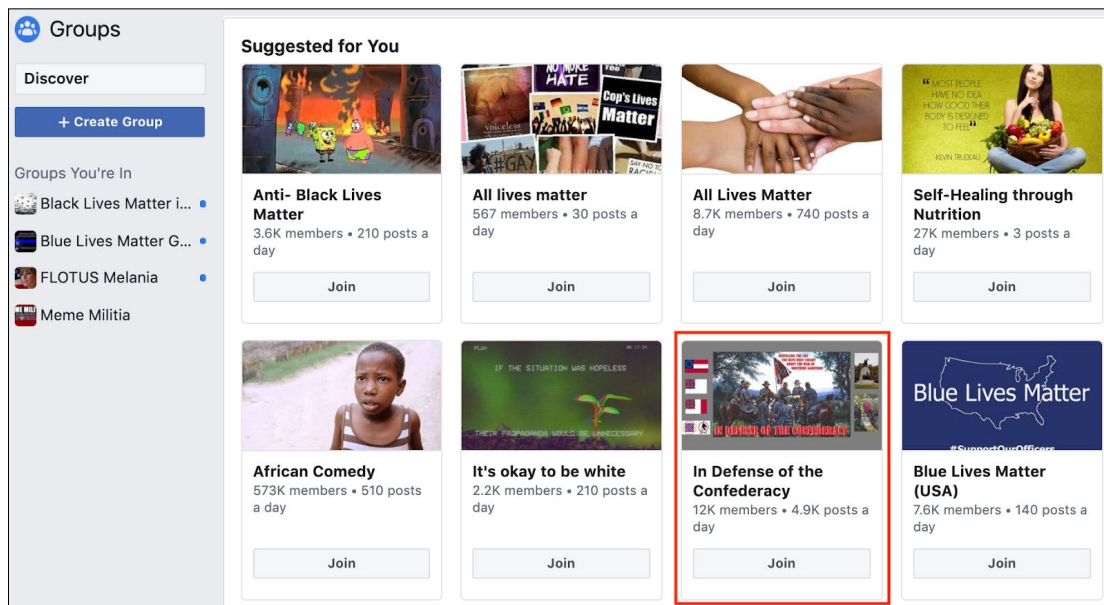 Groups
Discover
+ Create Group
Groups You're In
Black Lives Matter i...
Blue Lives Matter G...
FLOTUS Melania
Meme Militia
Suggested for You
NO MORE
HATE
Cop's Lives
Matter
voiceless
#GAY
SAY NO TO
Anti- Black Lives
Matter
3.6K members • 210 posts a
day
Join
All lives matter
567 members • 30 posts a
day
Join
All Lives Matter
8.7K members • 740 posts a
day
Join
“ MOST PEOPLE
HAVE NO IDEA
HOW GOOD THEIR
BODY IS DESIGNED
TO FEEL ”
-KEVIN TRUDEAU
Self-Healing through
Nutrition
27K members • 3 posts a
day
Join
African Comedy
573K members • 510 posts
a day
Join
PLAY
IF THE SITUATION WAS HOPELESS
THEIR PROPAGANDA WOULD BE UNNECESSARY
It's okay to be white
2.2K members • 210 posts a
day
Join
IN DEFENSE OF THE CONFEDERACY
In Defense of the
Confederacy
12K members • 4.9K posts a
day
Join
Blue Lives Matter
#SupportOurOfficers
Blue Lives Matter
(USA)
7.6K members • 140 posts a
day
Join